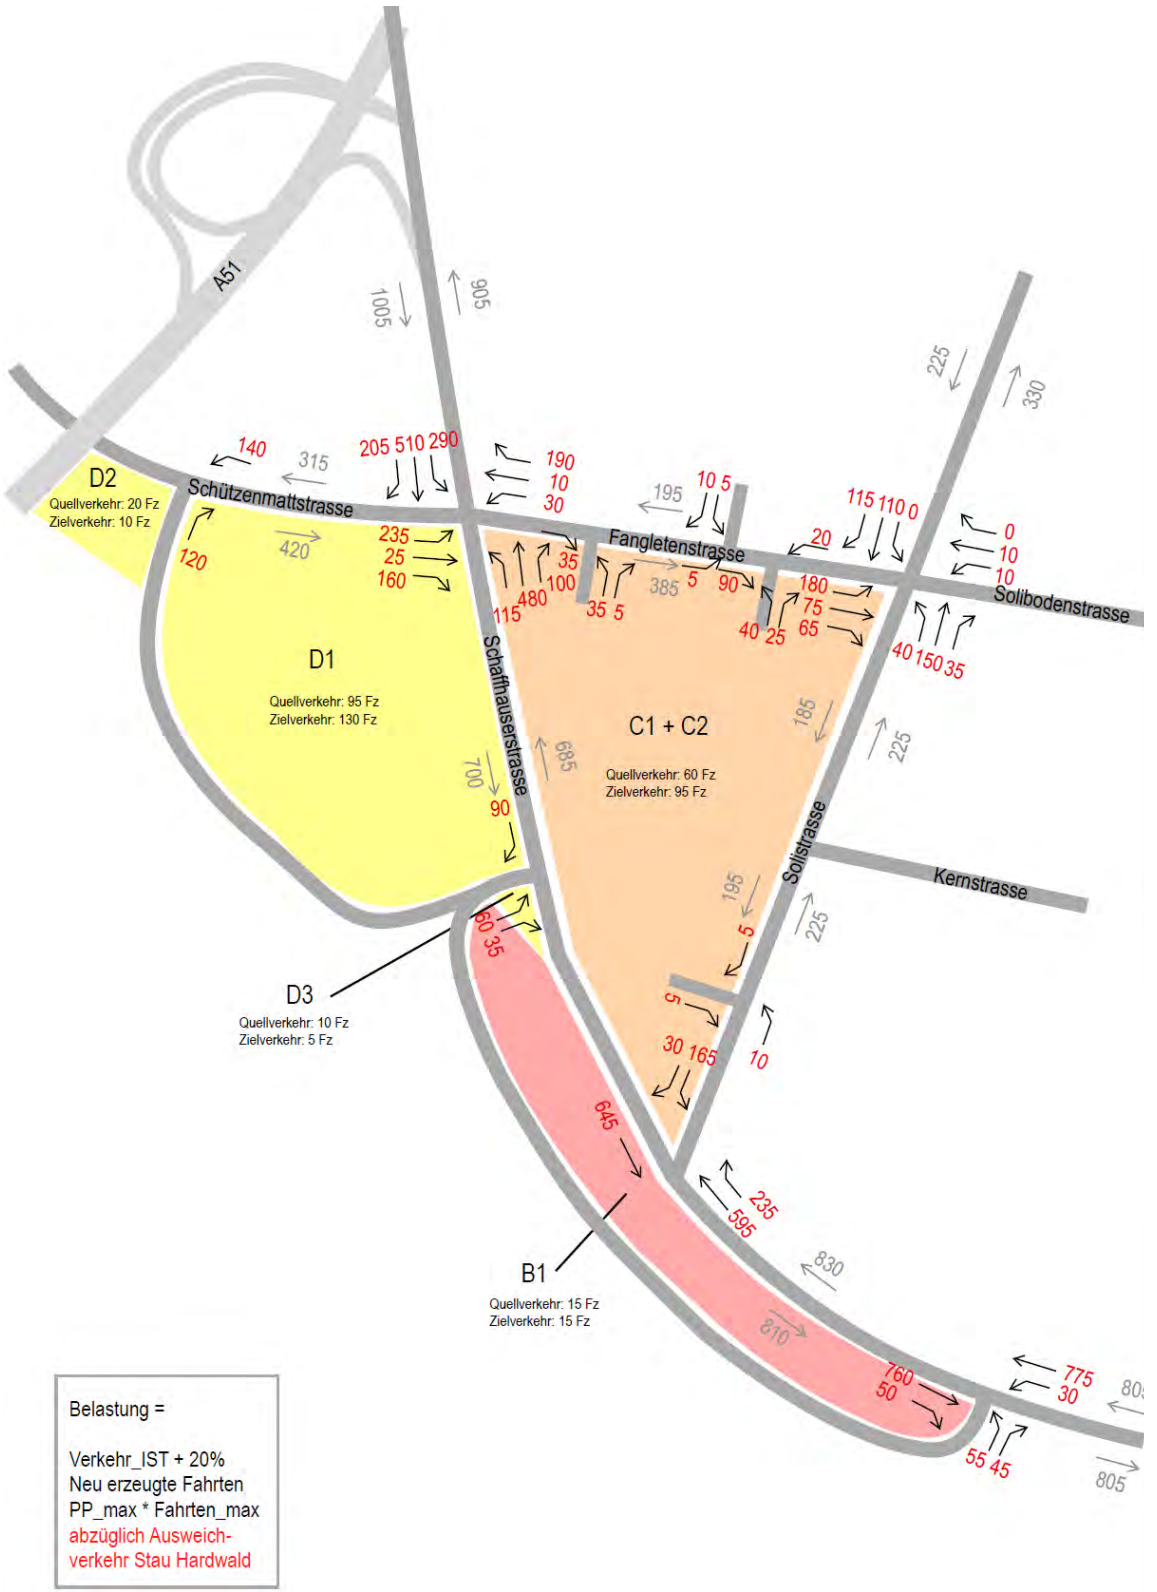 A51
1005
905
225
330
140
315
205 510 290
190
10
30
195
10 5
115 110 0
0
10
10
D2
Quellverkehr: 20 Fz
Zielverkehr: 10 Fz
Schützenmattstrasse
420
120
235
25
160
Fangletenstrasse
20
35
100
480
115
35 5
385
5
90
40 25
180
75
65
Solibodenstrasse
40 150 35
D1
Quellverkehr: 95 Fz
Zielverkehr: 130 Fz
Schaffhauserstrasse
C1 + C2
Quellverkehr: 60 Fz
Zielverkehr: 95 Fz
185
225
700
685
90
Solistrasse
Kernstrasse
195
225
60 35
5
5
D3
Quellverkehr: 10 Fz
Zielverkehr: 5 Fz
30 165
10
645
235
595
B1
Quellverkehr: 15 Fz
Zielverkehr: 15 Fz
830
810
760
50
775
30
805
55 45
805
Belastung =
Verkehr_IST + 20%
Neu erzeugte Fahrten
PP_max * Fahrten_max
abzüglich Ausweich-
verkehr Stau Hardwald